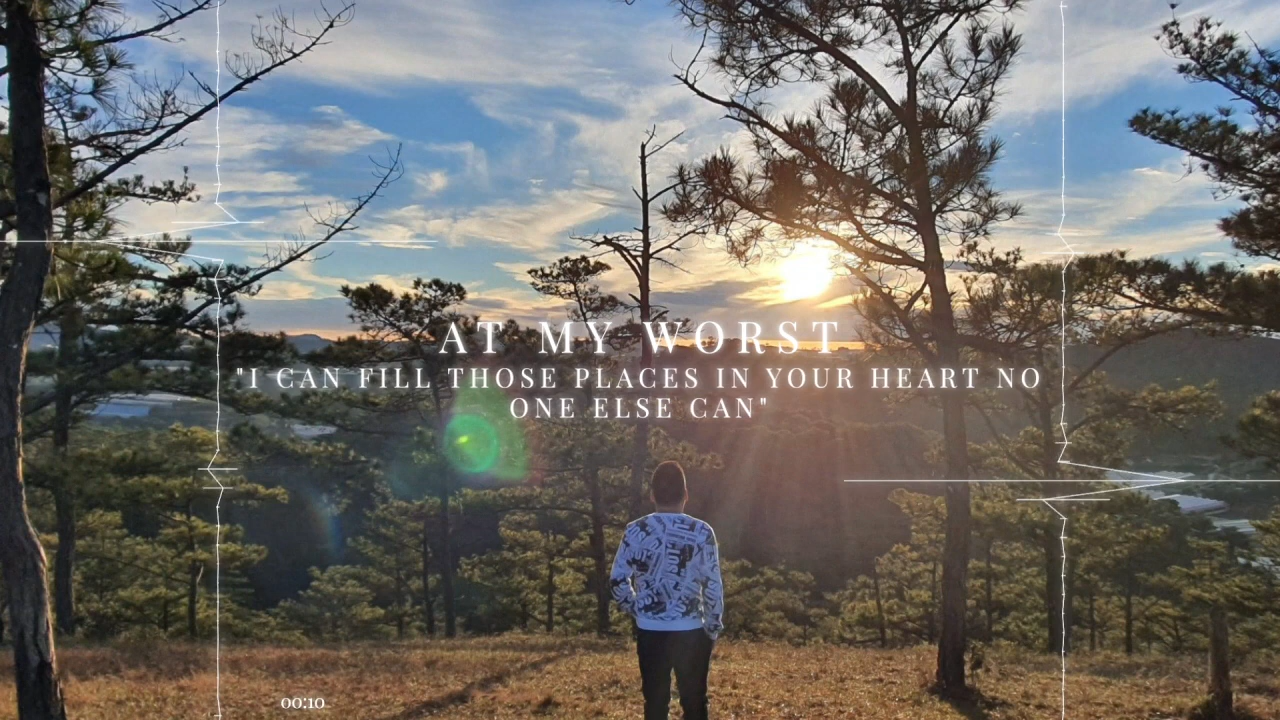 AT MY WORST
"I CAN FILL THOSE PLACES IN YOUR HEART NO
ONE ELSE CAN"
00:10